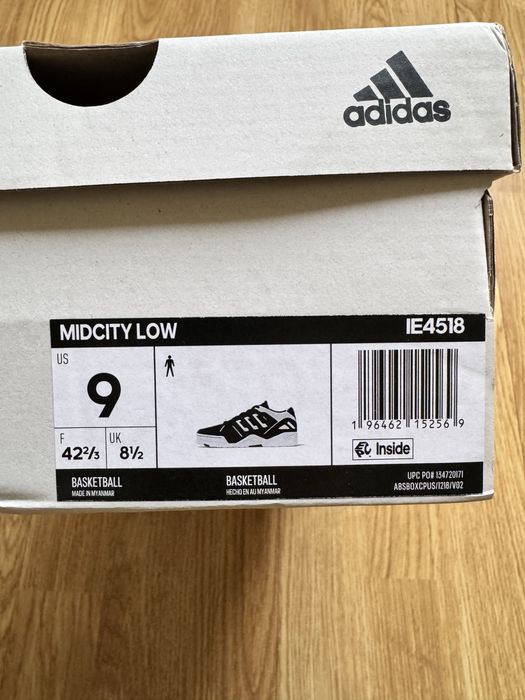 adidas
MIDCITY LOW IE4518
US
9
F UK
42⅔ 8½
1 96462 15256 9
Inside
BASKETBALL BASKETBALL
MADE IN MYANMAR HECHO EN AU MYANMAR
UPC PO# 134720171
ABSBOXCPUS/1218/V02